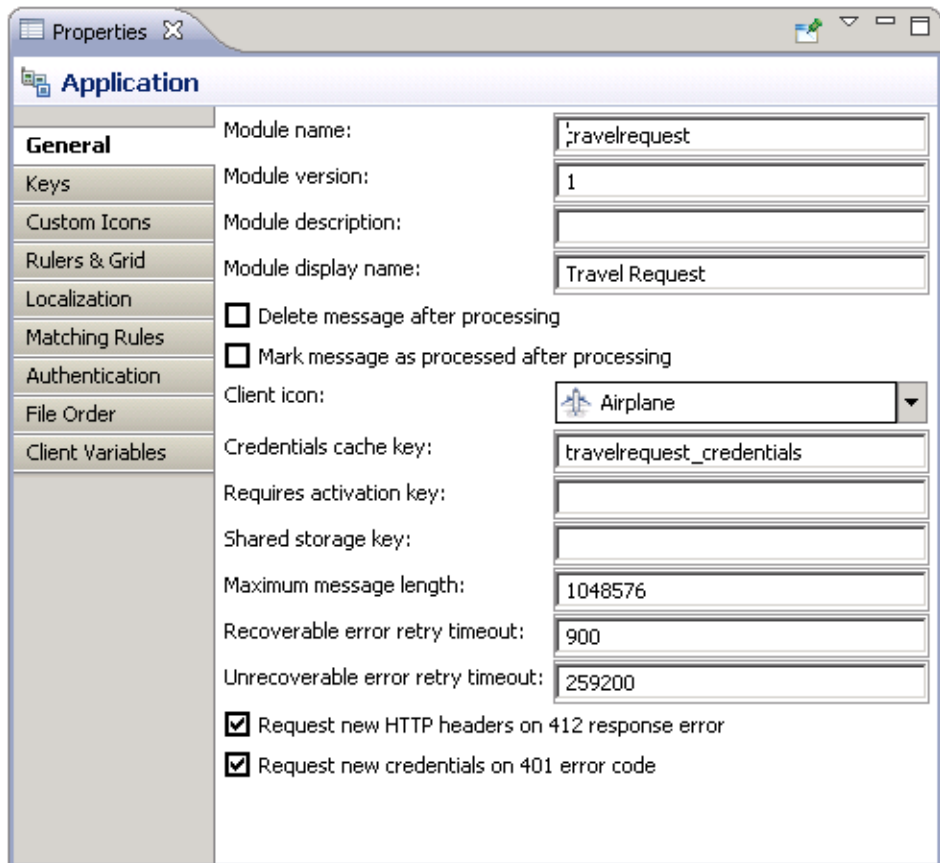 Properties
Application
General
Keys
Custom Icons
Rulers & Grid
Localization
Matching Rules
Authentication
File Order
Client Variables
Module name: travelrequest
Module version: 1
Module description:
Module display name: Travel Request
Delete message after processing
Mark message as processed after processing
Client icon: Airplane
Credentials cache key: travelrequest_credentials
Requires activation key:
Shared storage key:
Maximum message length: 1048576
Recoverable error retry timeout: 900
Unrecoverable error retry timeout: 259200
Request new HTTP headers on 412 response error
Request new credentials on 401 error code